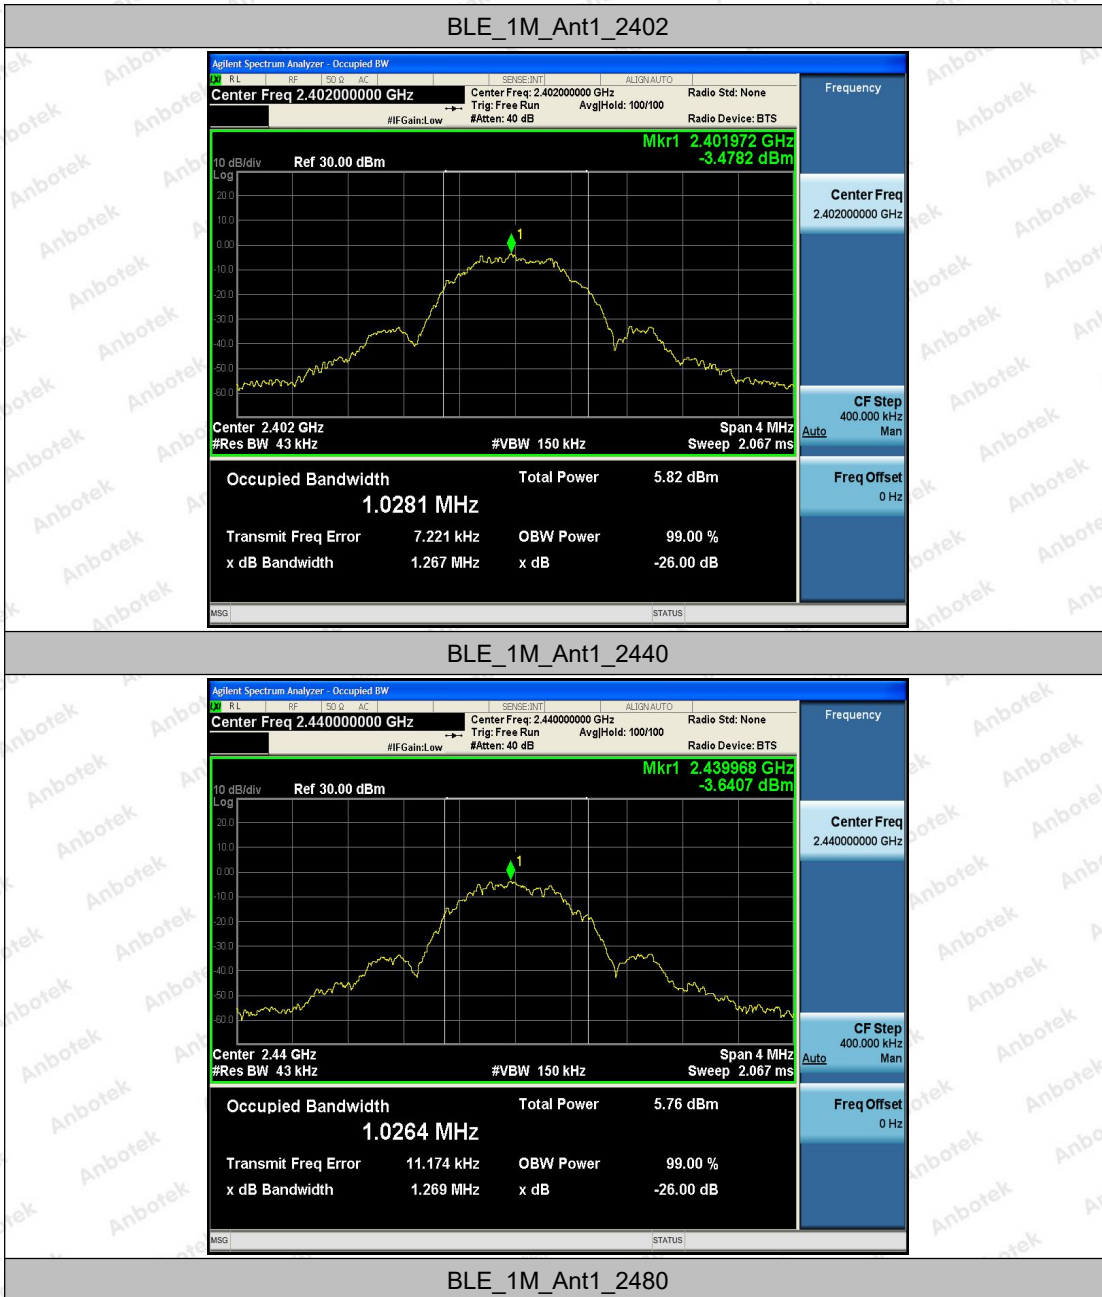 BLE_1M_Ant1_2402
Agilent Spectrum Analyzer - Occupied BW
LXI RL RF 50 Ω AC SENSE:INT ALIGNAUTO
Center Freq 2.402000000 GHz
Center Freq: 2.402000000 GHz Radio Std: None
Trig: Free Run Avg|Hold: 100/100
#IFGain:Low #Atten: 40 dB Radio Device: BTS
Frequency
Mkr1 2.401972 GHz
-3.4782 dBm
10 dB/div Ref 30.00 dBm
Log
20.0
10.0
0.00
-10.0
-20.0
-30.0
-40.0
-50.0
-60.0
1
Center 2.402 GHz Span 4 MHz
#Res BW 43 kHz #VBW 150 kHz Sweep 2.067 ms
Center Freq
2.402000000 GHz
CF Step
400.000 kHz
Auto Man
Freq Offset
0 Hz
Occupied Bandwidth Total Power 5.82 dBm
1.0281 MHz
Transmit Freq Error 7.221 kHz OBW Power 99.00 %
x dB Bandwidth 1.267 MHz x dB -26.00 dB
MSG STATUS
BLE_1M_Ant1_2440
Agilent Spectrum Analyzer - Occupied BW
LXI RL RF 50 Ω AC SENSE:INT ALIGNAUTO
Center Freq 2.440000000 GHz
Center Freq: 2.440000000 GHz Radio Std: None
Trig: Free Run Avg|Hold: 100/100
#IFGain:Low #Atten: 40 dB Radio Device: BTS
Frequency
Mkr1 2.439968 GHz
-3.6407 dBm
10 dB/div Ref 30.00 dBm
Log
20.0
10.0
0.00
-10.0
-20.0
-30.0
-40.0
-50.0
-60.0
1
Center 2.44 GHz Span 4 MHz
#Res BW 43 kHz #VBW 150 kHz Sweep 2.067 ms
Center Freq
2.440000000 GHz
CF Step
400.000 kHz
Auto Man
Freq Offset
0 Hz
Occupied Bandwidth Total Power 5.76 dBm
1.0264 MHz
Transmit Freq Error 11.174 kHz OBW Power 99.00 %
x dB Bandwidth 1.269 MHz x dB -26.00 dB
MSG STATUS
BLE_1M_Ant1_2480
Anbotek